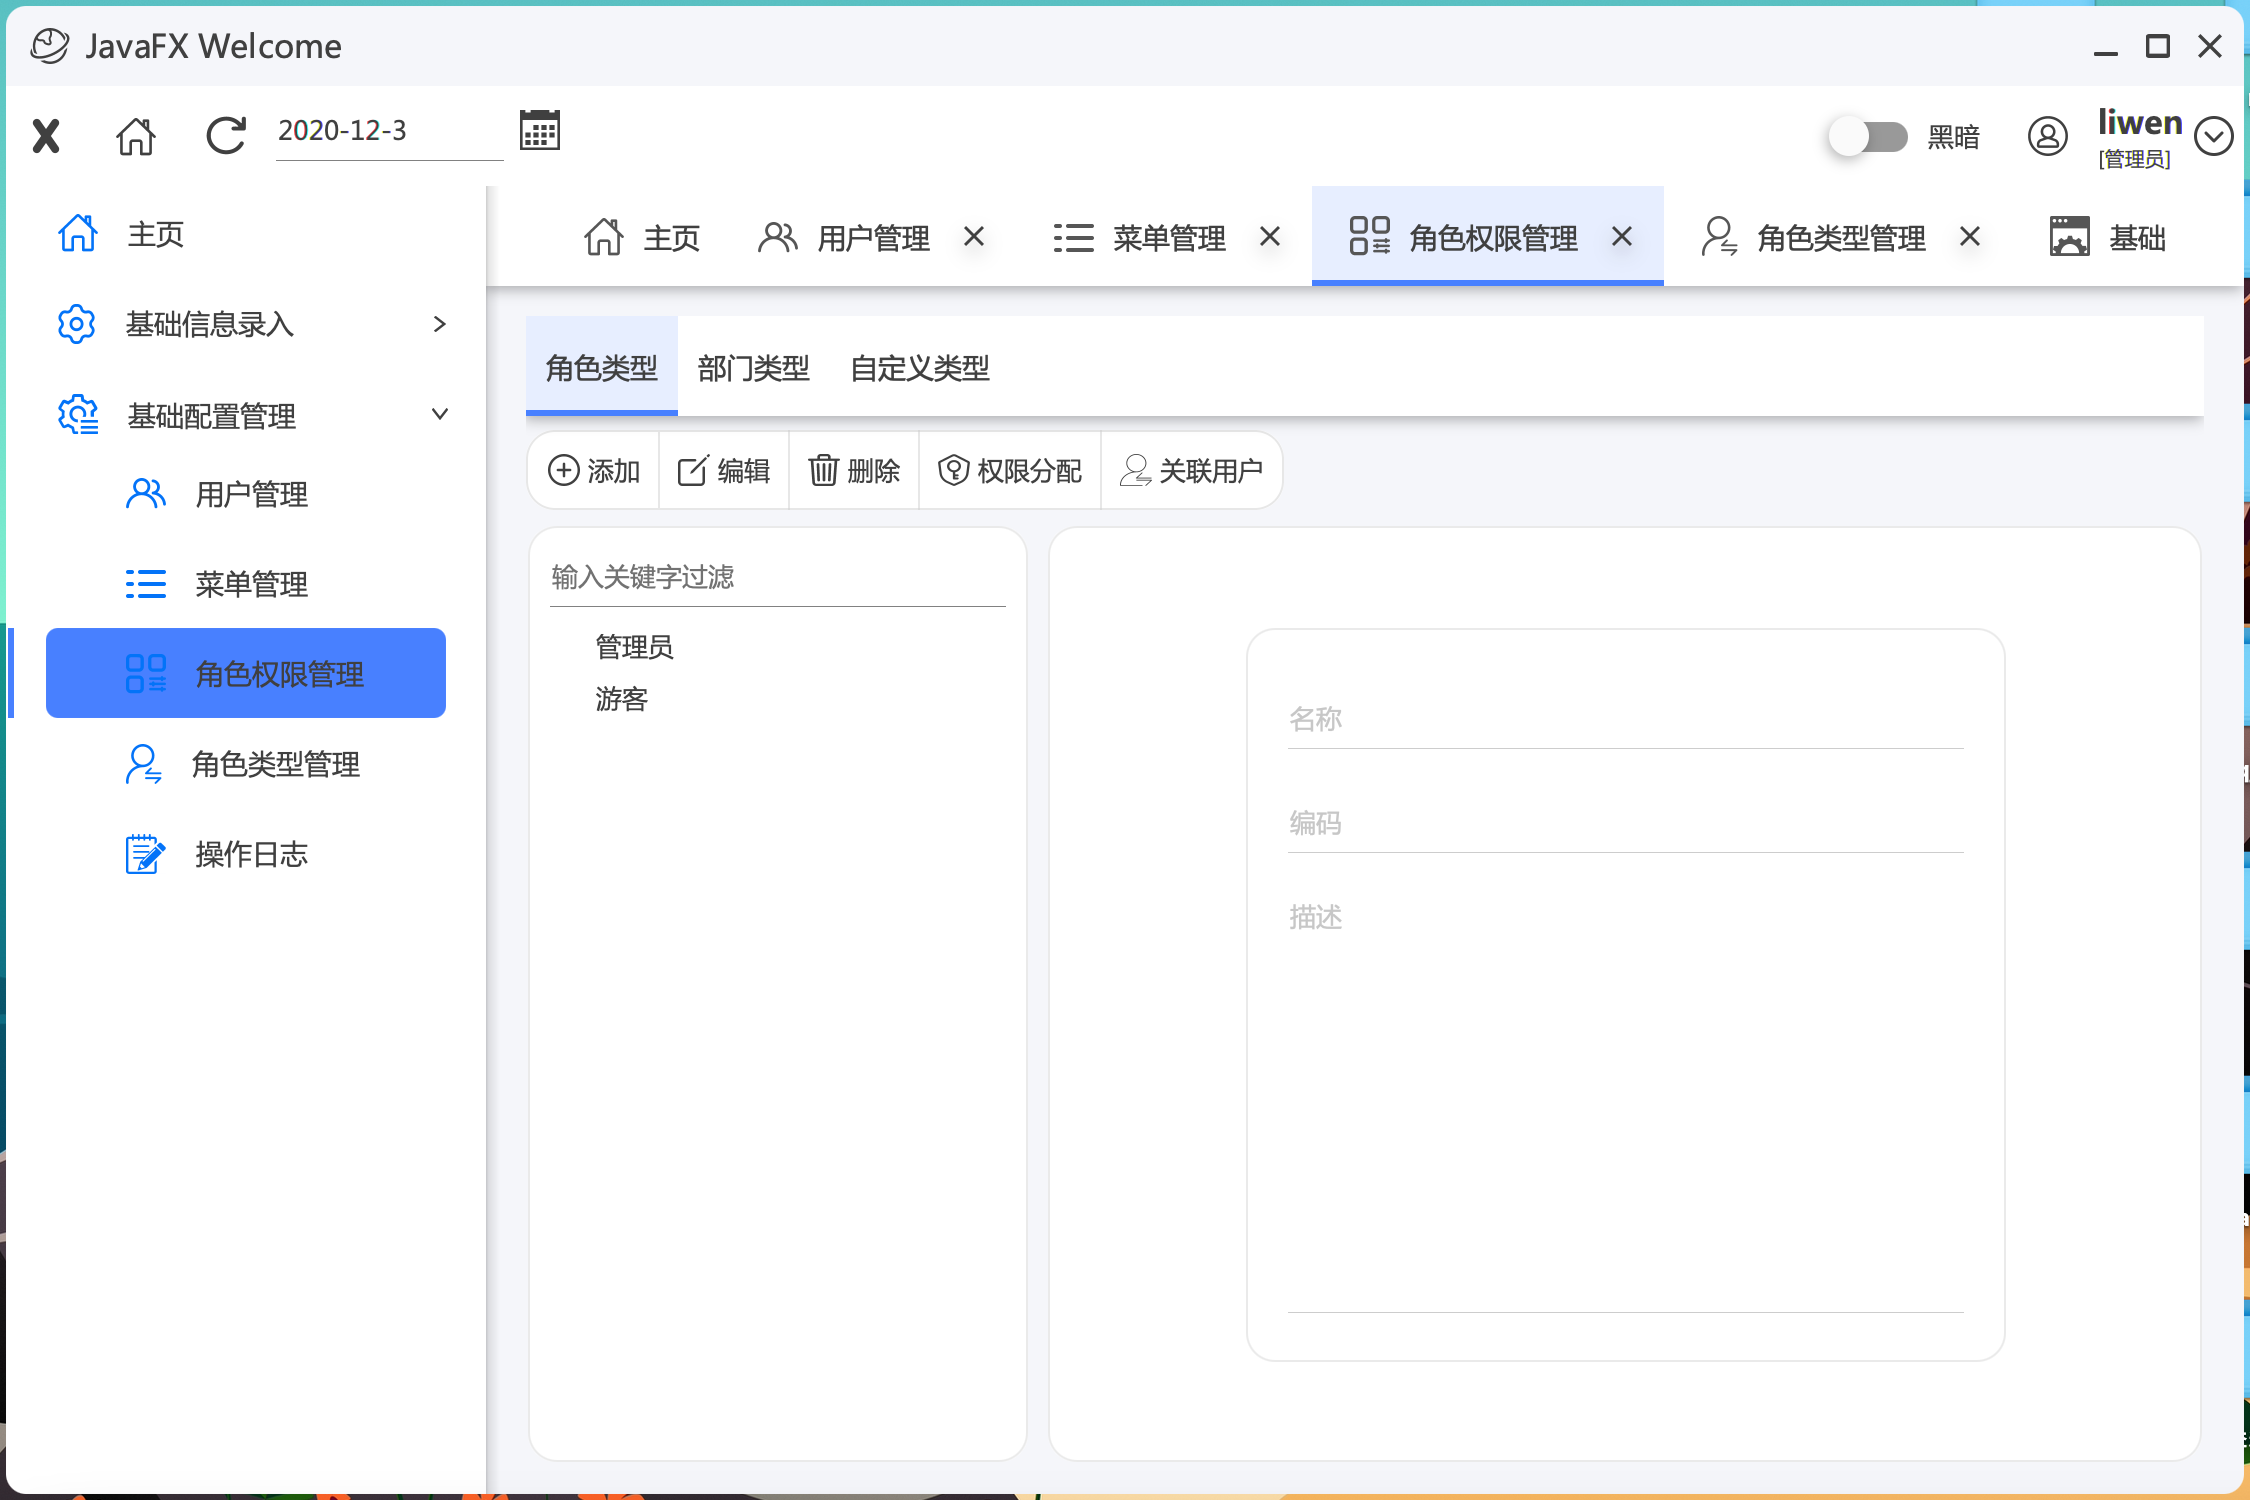 JavaFX Welcome
2020-12-3
黑暗
liwen
[管理员]
主页
基础信息录入
基础配置管理
用户管理
菜单管理
角色权限管理
角色类型管理
操作日志
主页 用户管理 菜单管理 角色权限管理 角色类型管理 基础
角色类型 部门类型 自定义类型
添加 编辑 删除 权限分配 关联用户
输入关键字过滤
管理员
游客
名称
编码
描述